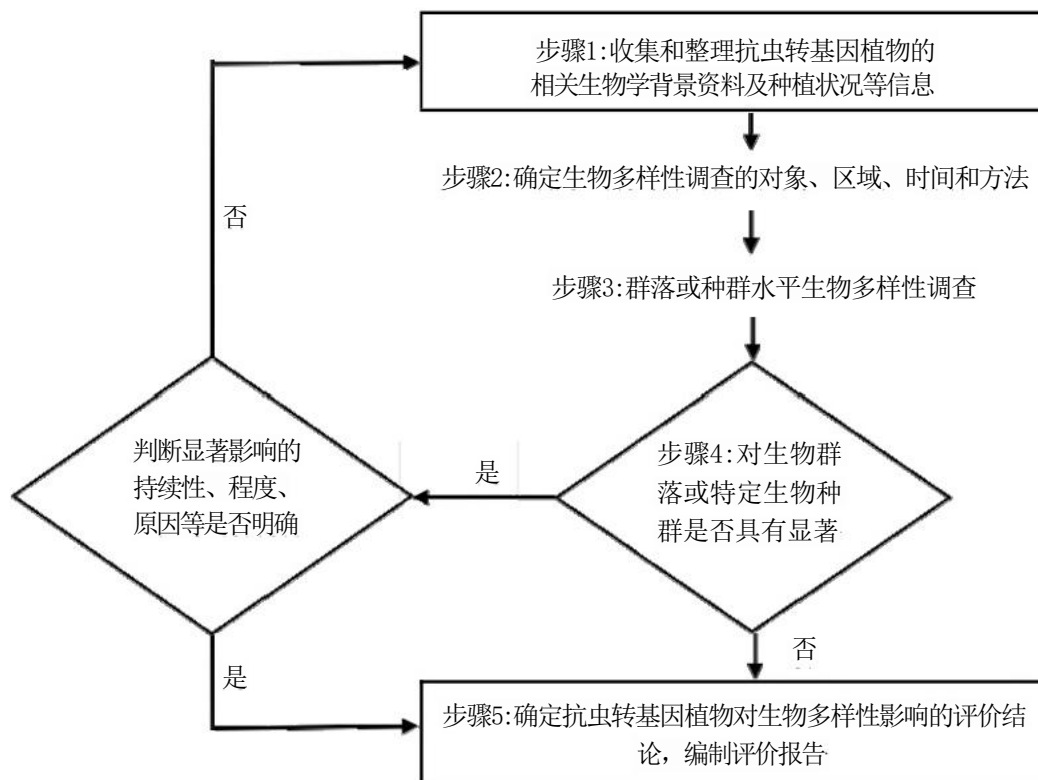 步骤1:收集和整理抗虫转基因植物的
相关生物学背景资料及种植状况等信息
步骤2:确定生物多样性调查的对象、区域、时间和方法
否
步骤3:群落或种群水平生物多样性调查
判断显著影响的
持续性、程度、
原因等是否明确
是
步骤4:对生物群
落或特定生物种
群是否具有显著
否
是
步骤5:确定抗虫转基因植物对生物多样性影响的评价结
论，编制评价报告